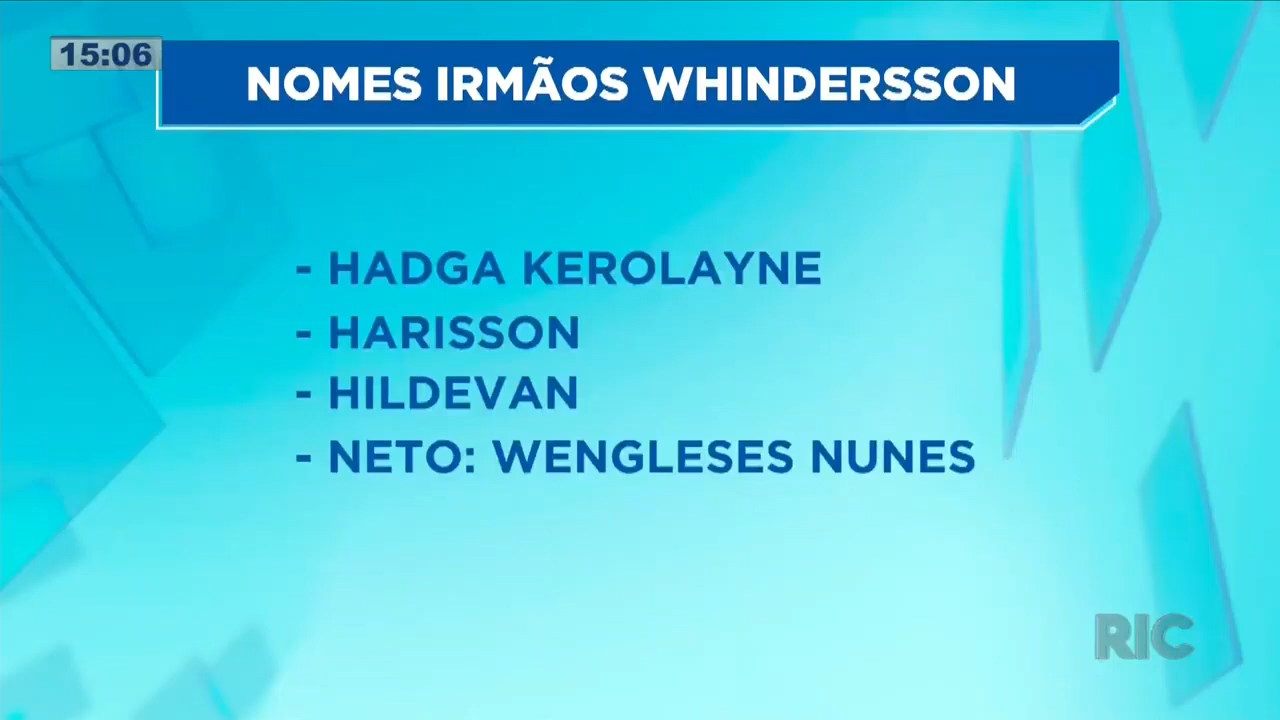 15:06
NOMES IRMÃOS WHINDERSSON
- HADGA KEROLAYNE
- HARISSON
- HILDEVAN
- NETO: WENGLESES NUNES
RIC